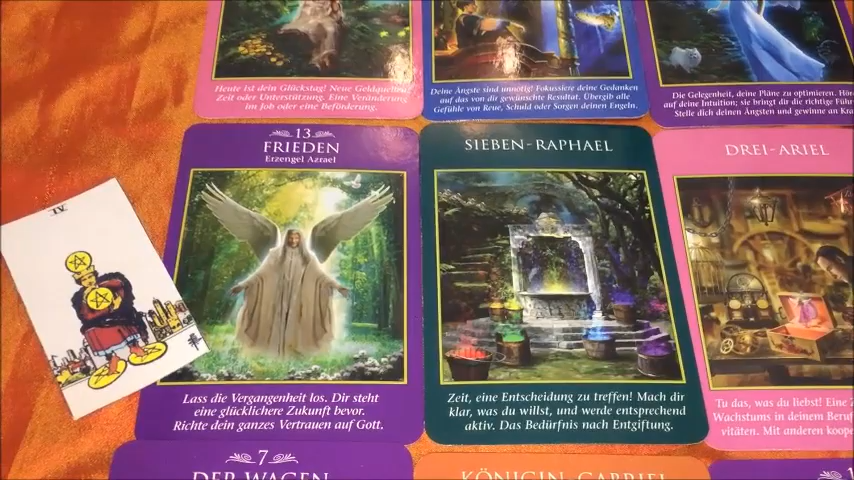 Heute Ist dein Glückstag! Neue Geldquellen,
Zeit oder Unterstützung. Eine Veränderung
im Job oder eine Beförderung.
Deine Ängste sind unnötig! Fokussiere deine Gedanken
auf das von dir gewünschte Resultat. Übergib alle
Gefühle von Reue, Schuld oder Sorgen deinen Engeln.
Die Gelegenheit, deine Pläne zu optimieren.
auf deine Intuition; sie bringt dir die richtige
Stelle dich deinen Ängsten und gewinne an
IV
13
FRIEDEN
Erzengel Azrael
Lass die Vergangenheit los. Dir steht
eine glücklichere Zukunft bevor.
Richte dein ganzes Vertrauen auf Gott.
SIEBEN-RAPHAEL
Zeit, eine Entscheidung zu treffen! Mach dir
klar, was du willst, und werde entsprechend
aktiv. Das Bedürfnis nach Entgiftung.
DREI-ARIEL
Tu das, was du liebst! Eine
Wachstums in deinem
Mit anderen
7
DER WAGEN
KÖNIGIN-GABRIEL